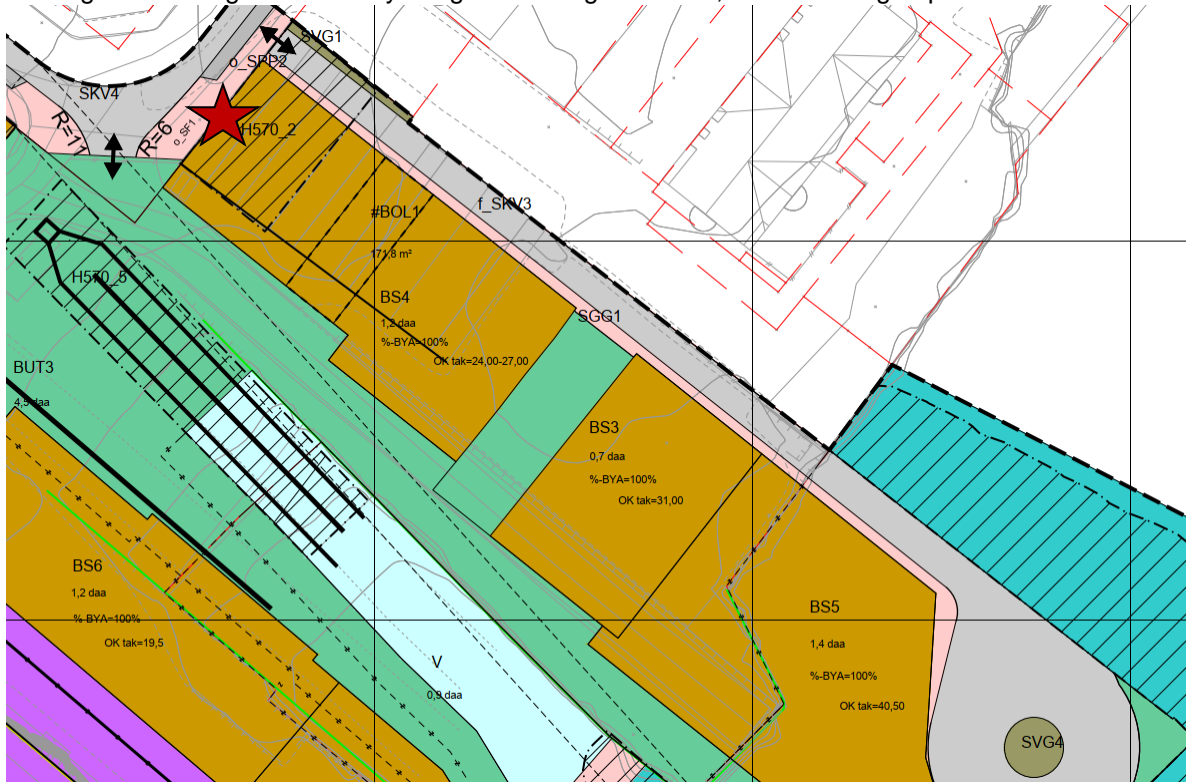 SVG1
o_SPP2
SKV4
R=11
R=6
o_SF1
H570_2
#BOL1
171,8 m²
f_SKV3
H570_5
BS4
1,2 daa
%-BYA=100%
OK tak=24,00-27,00
SGG1
BUT3
4,5 daa
BS3
0,7 daa
%-BYA=100%
OK tak=31,00
BS6
1,2 daa
%-BYA=100%
OK tak=19,5
BS5
1,4 daa
%-BYA=100%
OK tak=40,50
V
0,9 daa
SVG4